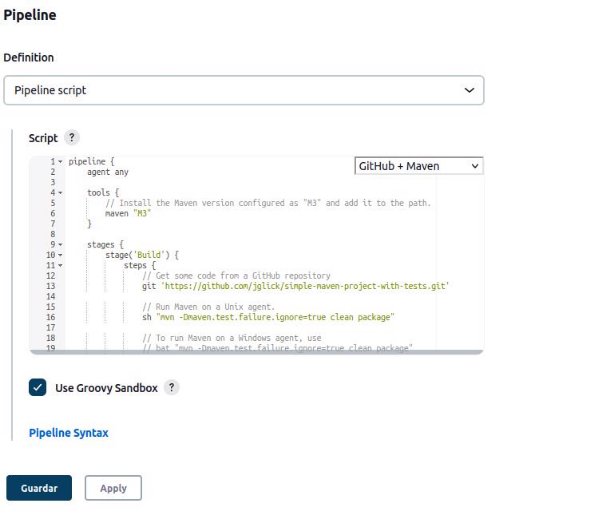 Pipeline
Definition
Pipeline script
Script ?
GitHub + Maven
1 pipeline {
2 agent any
3
4 tools {
5 // Install the Maven version configured as "M3" and add it to the path.
6 maven "M3"
7 }
8
9 stages {
10 stage('Build') {
11 steps {
12 // Get some code from a GitHub repository
13 git 'https://github.com/jglick/simple-maven-project-with-tests.git'
14
15 // Run Maven on a Unix agent.
16 sh "mvn -Dmaven.test.failure.ignore=true clean package"
17
18 // To run Maven on a Windows agent, use
19 // bat "mvn -Dmaven.test.failure.ignore=true clean package"
Use Groovy Sandbox ?
Pipeline Syntax
Guardar Apply